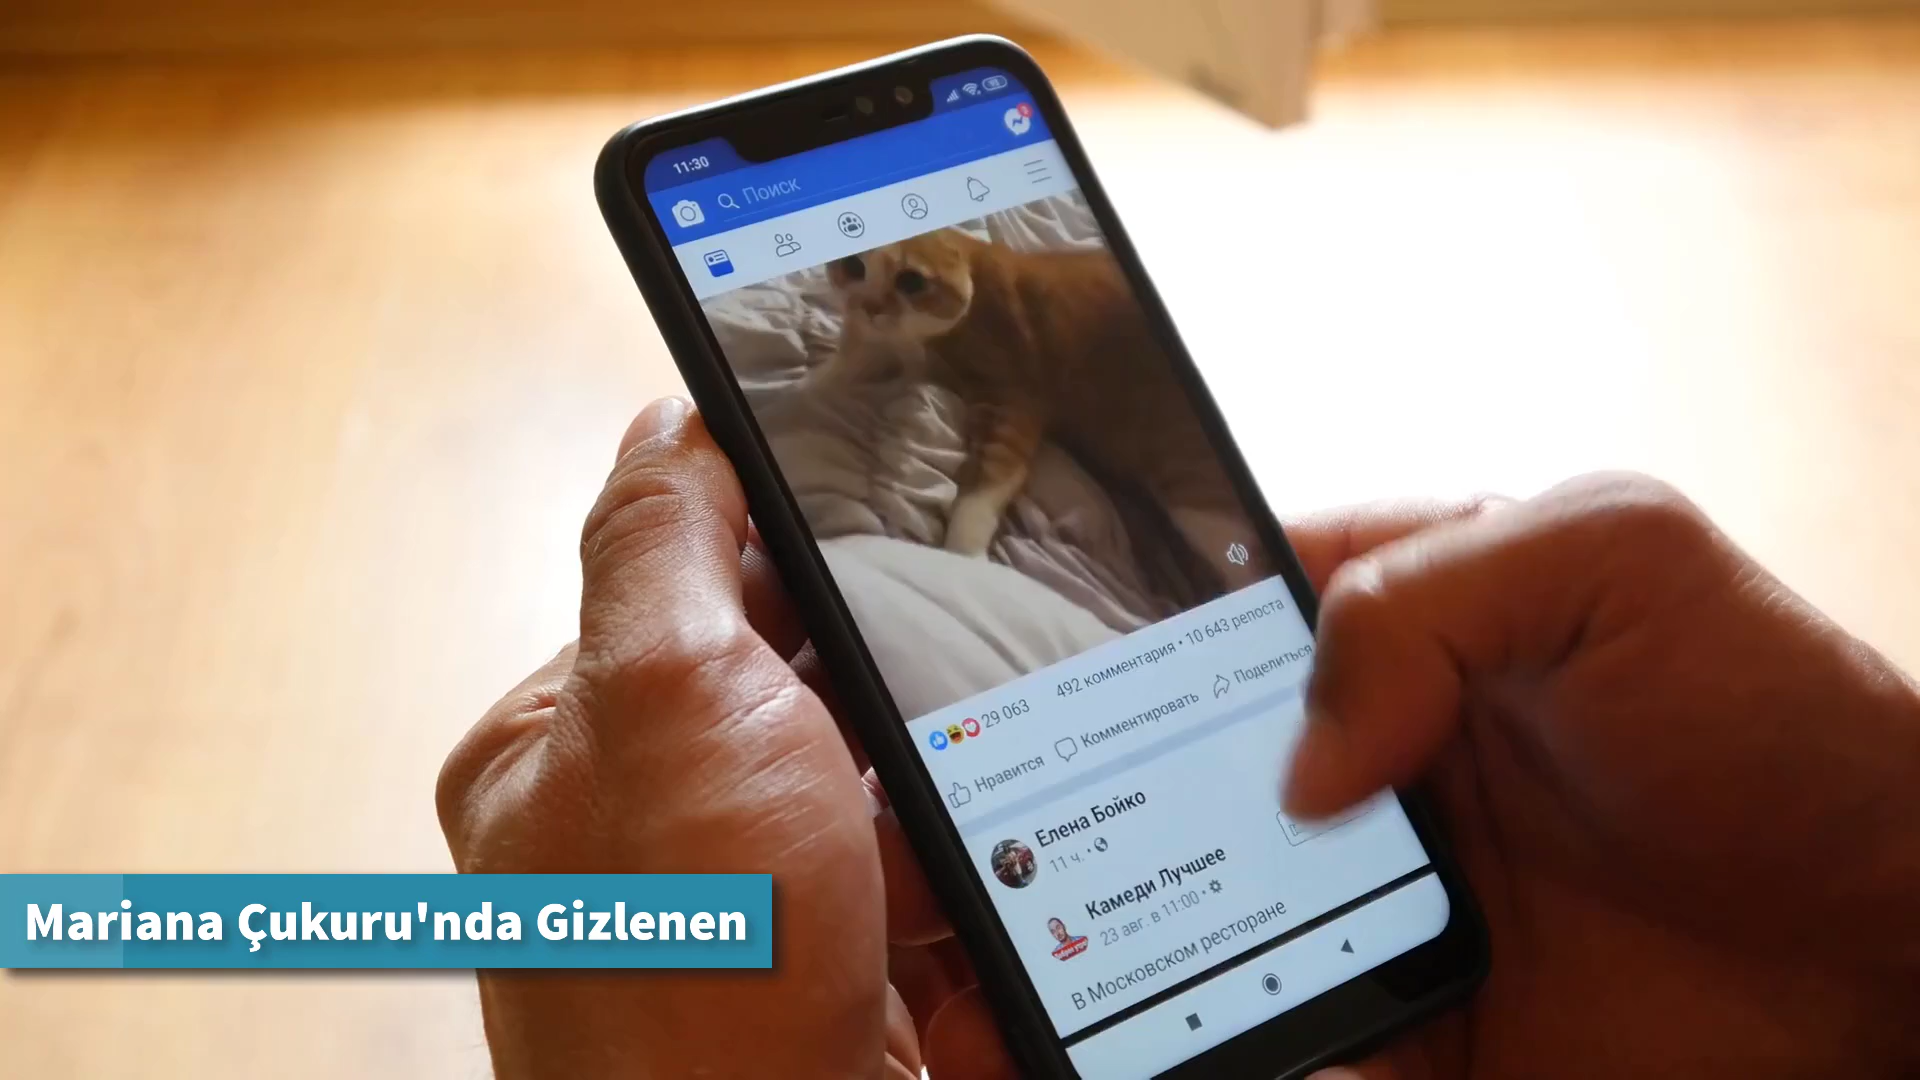 11:30
Поиск
29 063
492 комментария • 10 643 репоста
Нравится
Комментировать
Поделиться
Елена Бойко
11 ч. •
Камеди Лучшее
23 авг. в 11:00 •
В Московском ресторане
Mariana Çukuru'nda Gizlenen